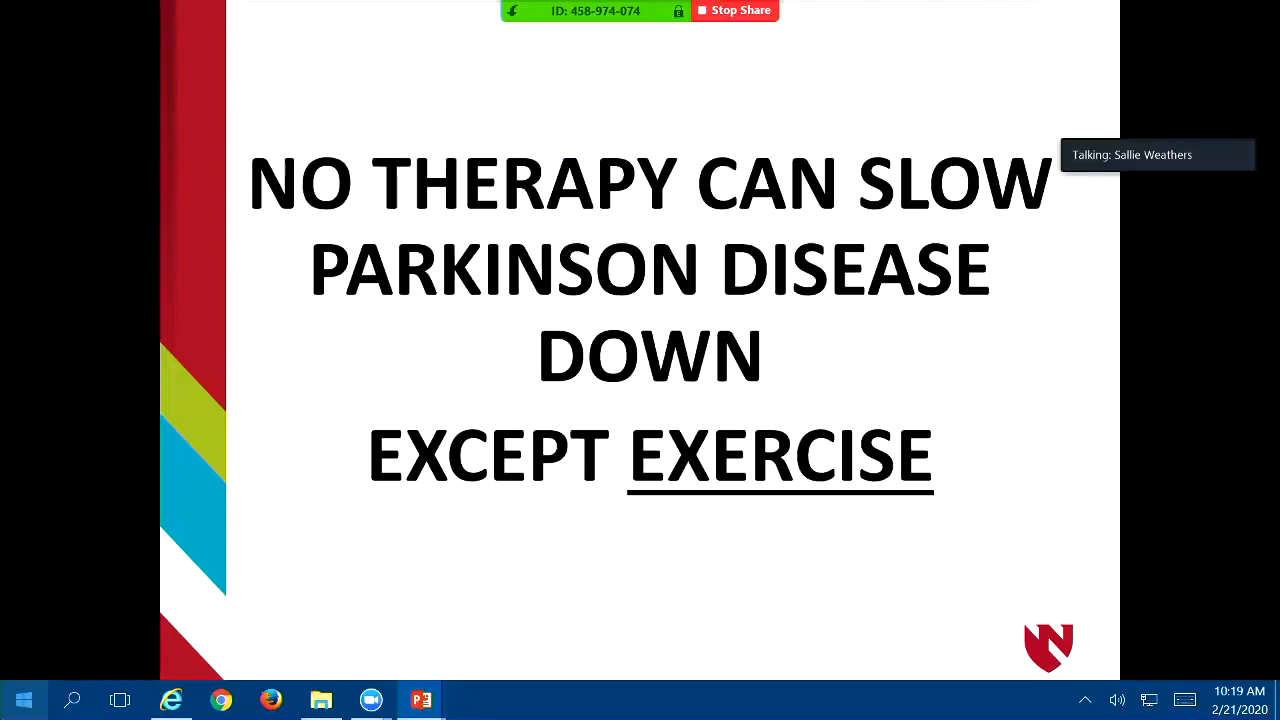 ID: 458-974-074 Stop Share
Talking: Sallie Weathers
NO THERAPY CAN SLOW
PARKINSON DISEASE
DOWN
EXCEPT EXERCISE
10:19 AM
2/21/2020